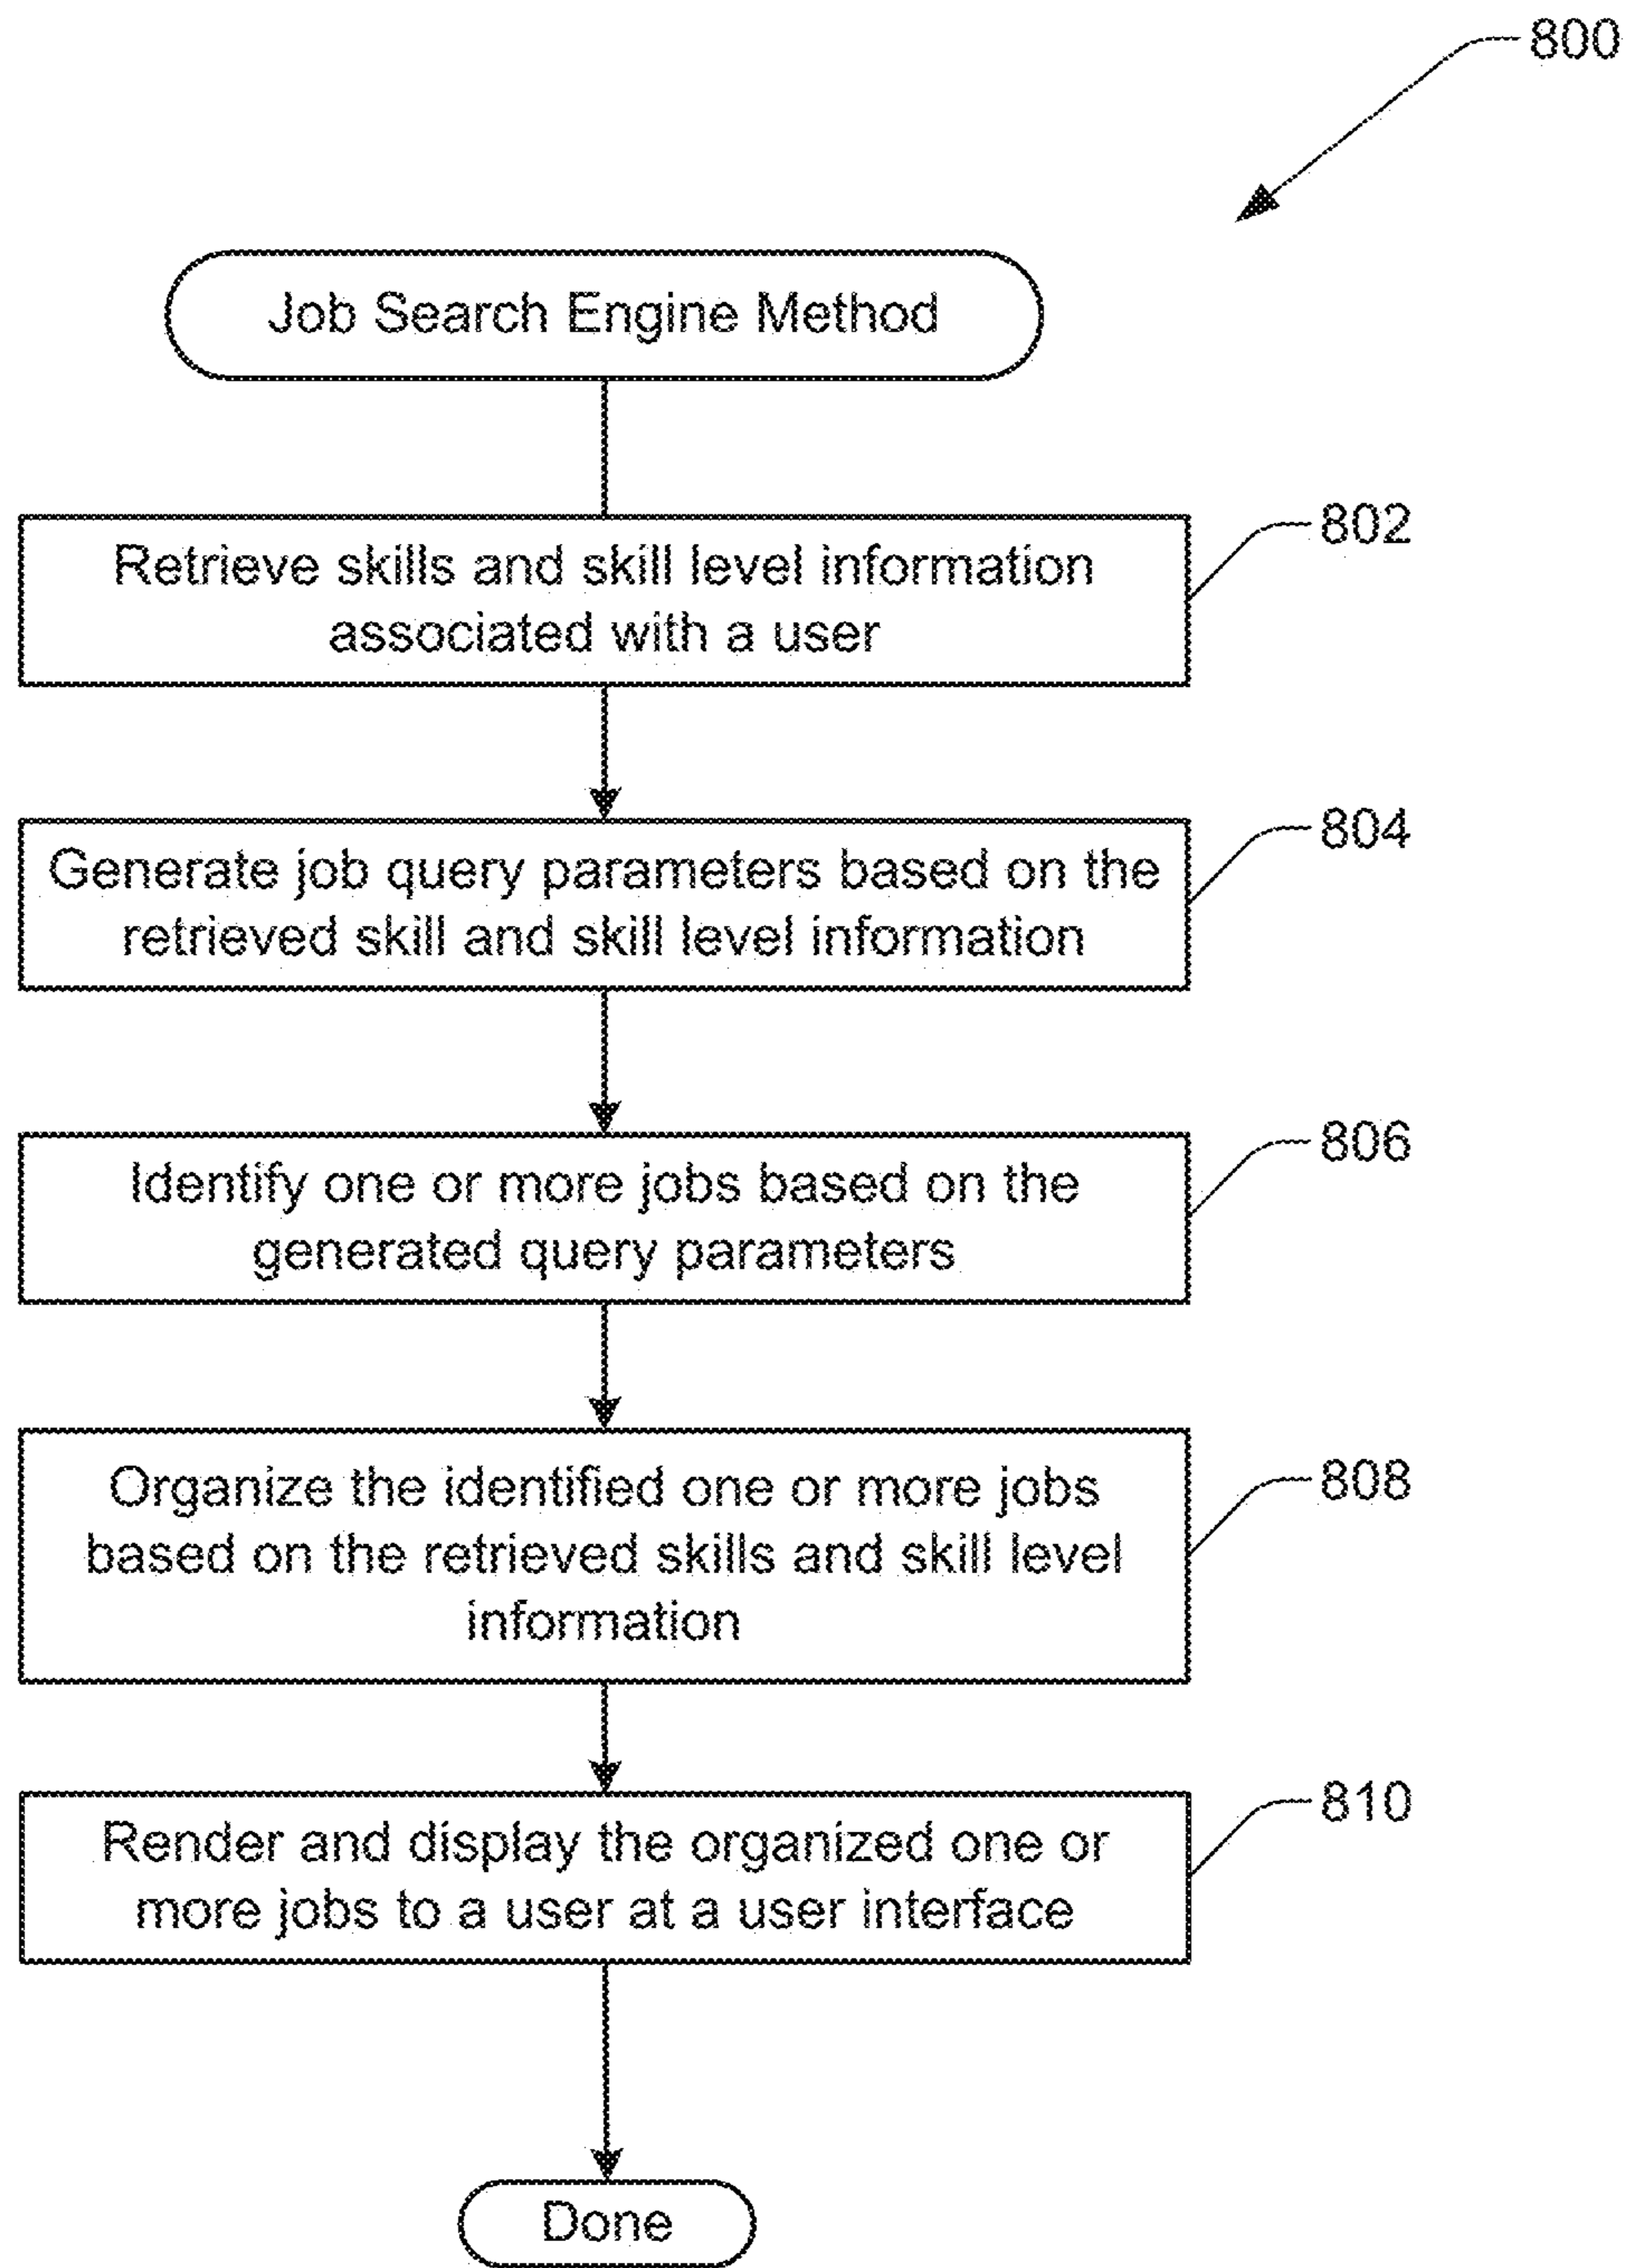 800
Job Search Engine Method
802
Retrieve skills and skill level information
associated with a user
804
Generate job query parameters based on the
retrieved skill and skill level information
806
Identify one or more jobs based on the
generated query parameters
808
Organize the identified one or more jobs
based on the retrieved skills and skill level
information
810
Render and display the organized one or
more jobs to a user at a user interface
Done